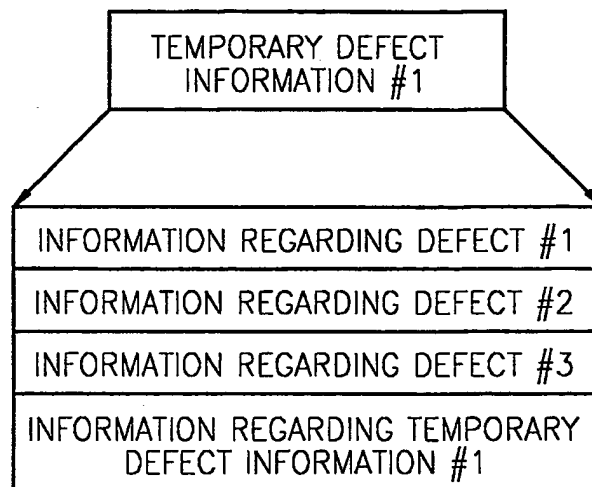 TEMPORARY DEFECT
INFORMATION #1
INFORMATION REGARDING DEFECT #1
INFORMATION REGARDING DEFECT #2
INFORMATION REGARDING DEFECT #3
INFORMATION REGARDING TEMPORARY
DEFECT INFORMATION #1